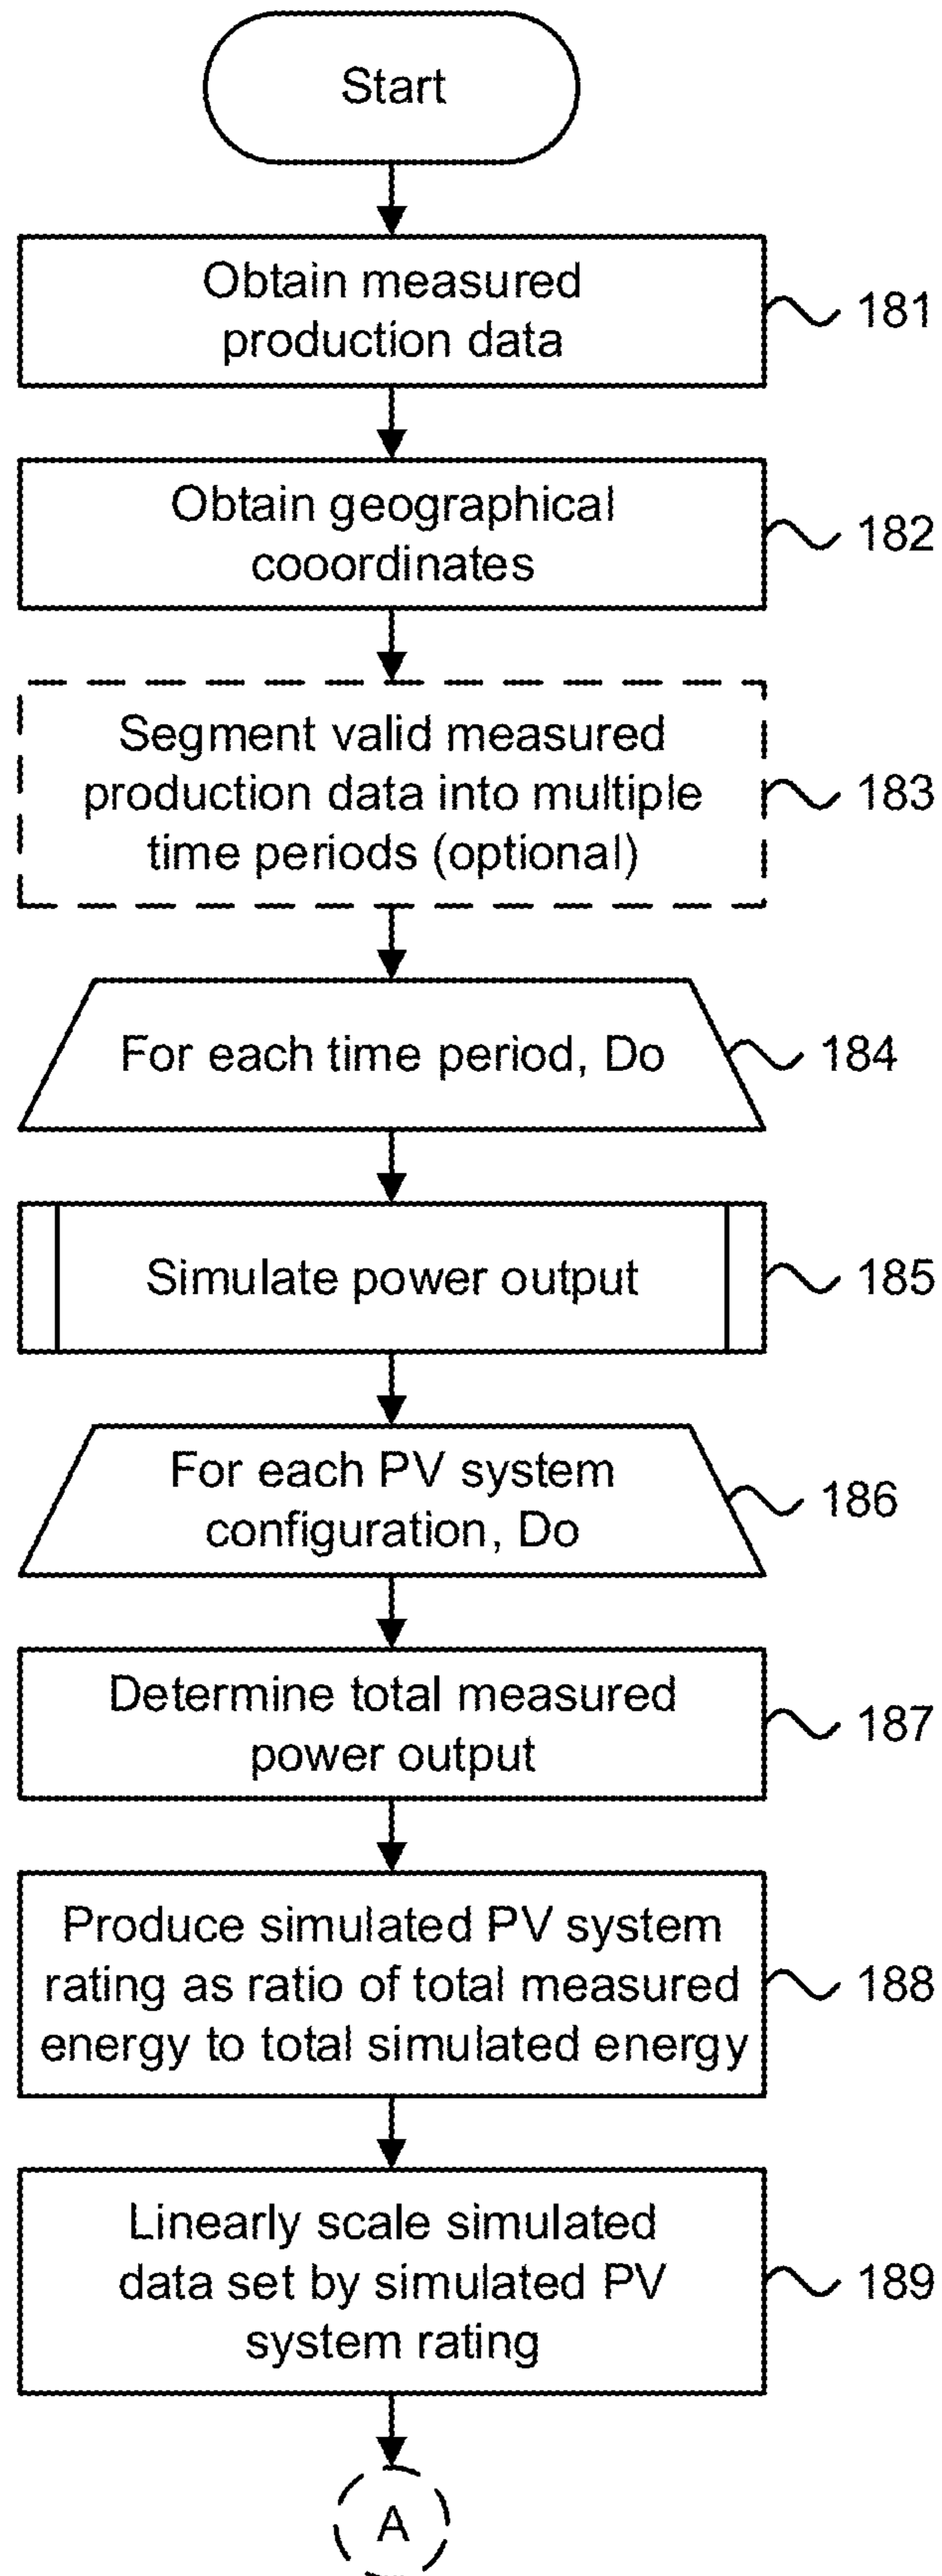 Start
Obtain measured
production data
181
Obtain geographical
cooordinates
182
Segment valid measured
production data into multiple
time periods (optional)
183
For each time period, Do
184
Simulate power output
185
For each PV system
configuration, Do
186
Determine total measured
power output
187
Produce simulated PV system
rating as ratio of total measured
energy to total simulated energy
188
Linearly scale simulated
data set by simulated PV
system rating
189
A